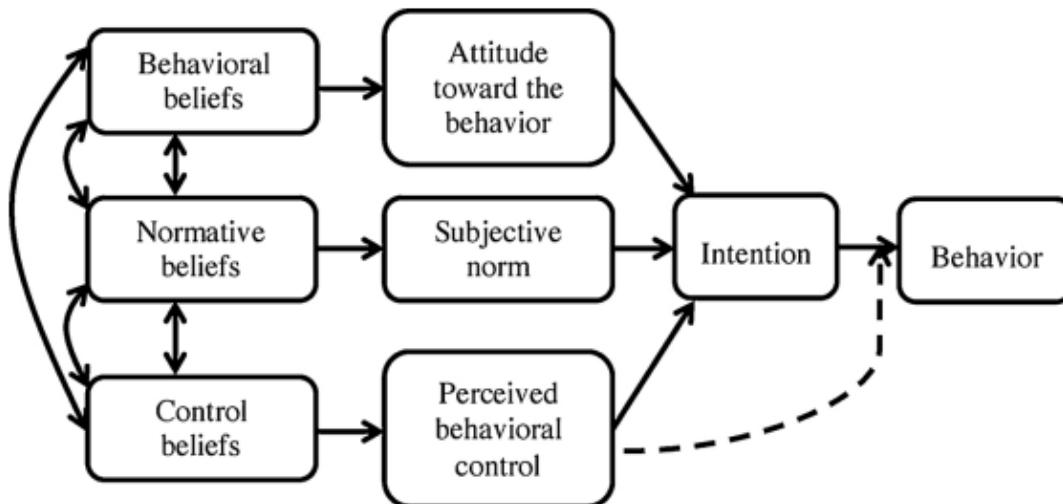 Behavioral
beliefs
Attitude
toward the
behavior
Normative
beliefs
Subjective
norm
Intention
Behavior
Control
beliefs
Perceived
behavioral
control